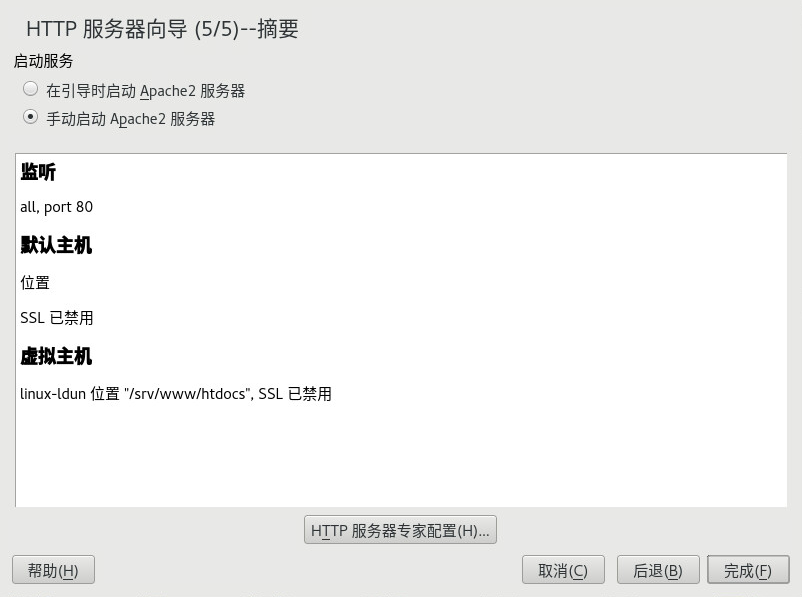 HTTP 服务器向导 (5/5)--摘要
启动服务
在引导时启动 Apache2 服务器
手动启动 Apache2 服务器
监听
all, port 80
默认主机
位置
SSL 已禁用
虚拟主机
linux-ldun 位置 "/srv/www/htdocs", SSL 已禁用
HTTP 服务器专家配置(H)...
帮助(H) 取消(C) 后退(B) 完成(F)